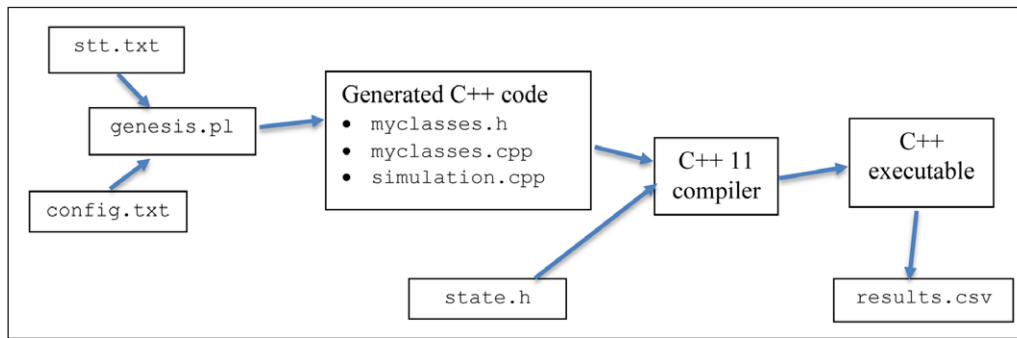 stt.txt
genesis.pl
config.txt
Generated C++ code
• myclasses.h
• myclasses.cpp
• simulation.cpp
C++ 11
compiler
C++
executable
state.h
results.csv